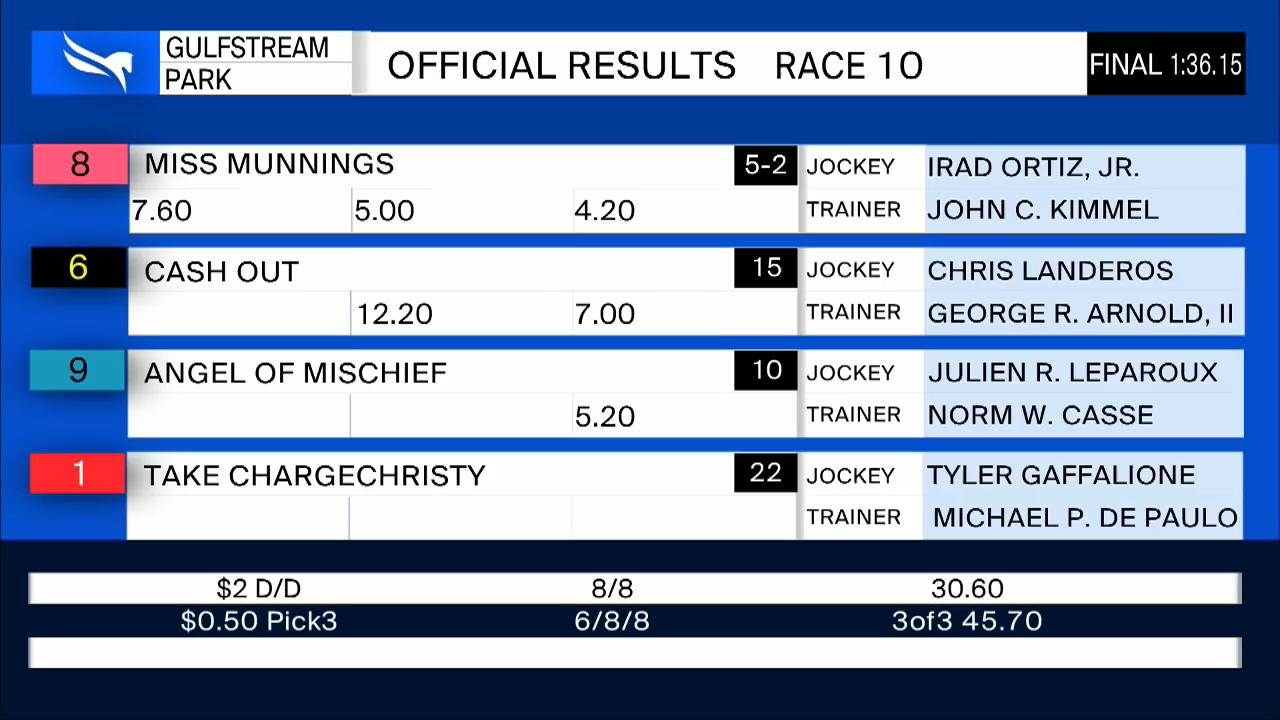 GULFSTREAM
PARK
OFFICIAL RESULTS RACE 10
FINAL 1:36.15
8 MISS MUNNINGS 5-2 JOCKEY IRAD ORTIZ, JR.
7.60 5.00 4.20 TRAINER JOHN C. KIMMEL
6 CASH OUT 15 JOCKEY CHRIS LANDEROS
12.20 7.00 TRAINER GEORGE R. ARNOLD, II
9 ANGEL OF MISCHIEF 10 JOCKEY JULIEN R. LEPAROUX
5.20 TRAINER NORM W. CASSE
1 TAKE CHARGECHRISTY 22 JOCKEY TYLER GAFFALIONE
TRAINER MICHAEL P. DE PAULO
$2 D/D 8/8 30.60
$0.50 Pick3 6/8/8 3of3 45.70